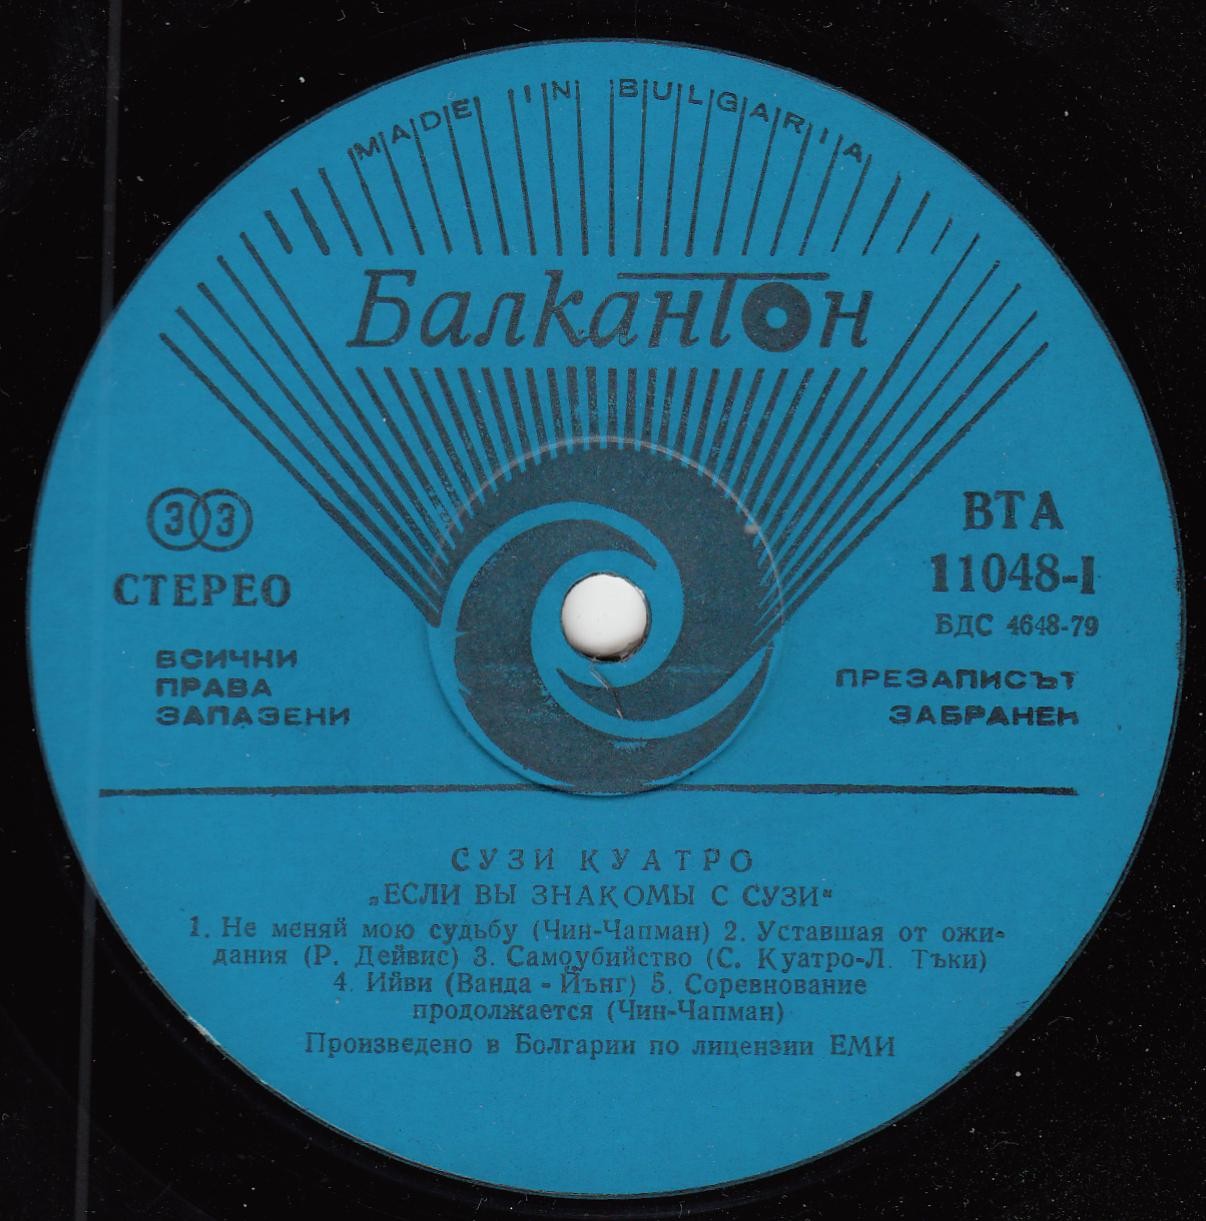 MADE IN BULGARIA
Балкантон
33
СТЕРЕО
ВСИЧКИ
ПРАВА
ЗАПАЗЕНИ
ВТА
11048-I
БДС 4648-79
ПРЕЗАПИСЪТ
ЗАБРАНЕН
СУЗИ КУАТРО
„ЕСЛИ ВЫ ЗНАКОМЫ С СУЗИ“
1. Не меняй мою судьбу (Чин-Чапман) 2. Уставшая от ожи-
дания (Р. Дейвис) 3. Самоубийство (С. Куатро-Л. Тъки)
4. Ийви (Ванда - Йънг) 5. Соревнование
продолжается (Чин-Чапман)
Произведено в Болгарии по лицензии ЕМИ